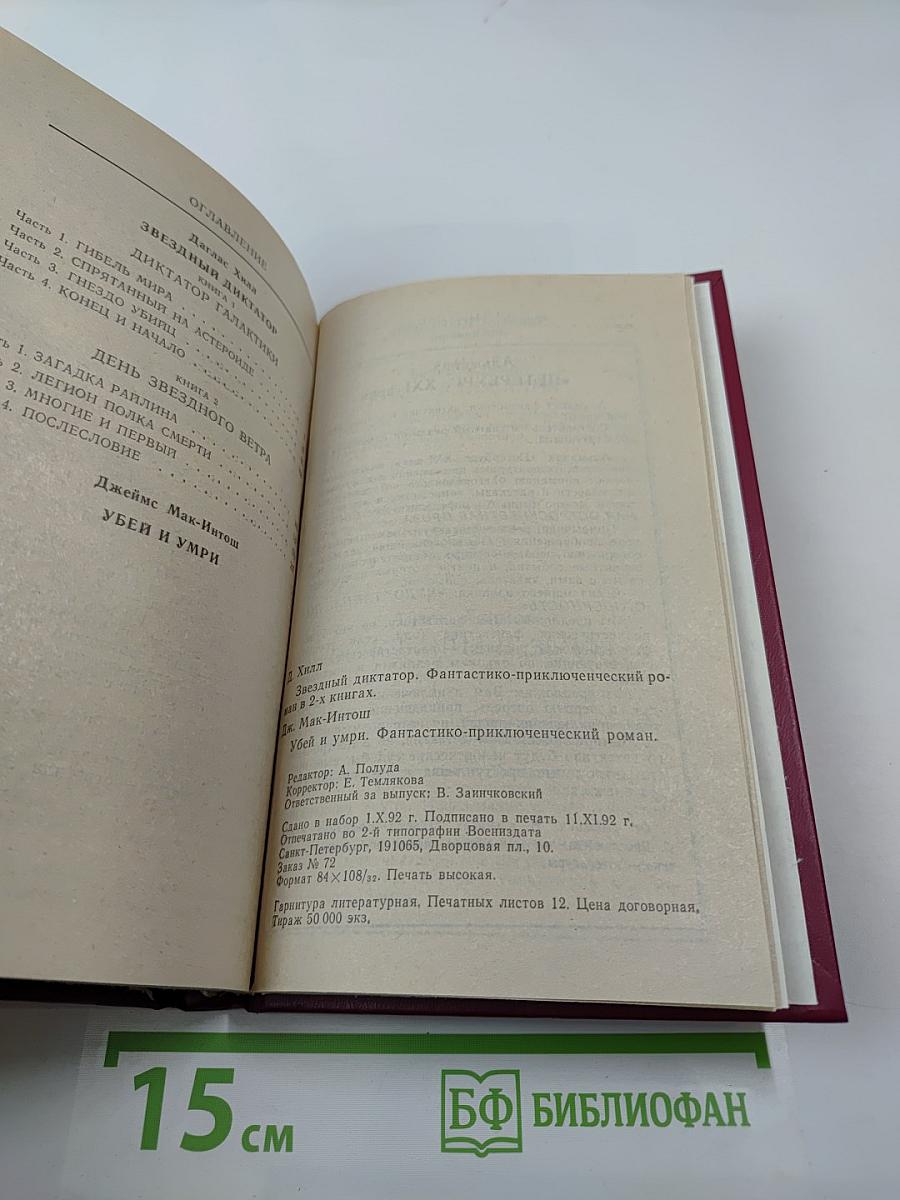 ОГЛАВЛЕНИЕ
Даглас Хилл
ЗВЕЗДНЫЙ ДИКТАТОР
КНИГА 1
ДИКТАТОР ГАЛАКТИКИ
Часть 1. ГИБЕЛЬ МИРА
Часть 2. СПРЯТАННЫЙ НА АСТЕРОИДЕ
Часть 3. ГНЕЗДО УБИЙЦ
Часть 4. КОНЕЦ И НАЧАЛО
КНИГА 2
ДЕНЬ ЗВЕЗДНОГО ВЕТРА
1. ЗАГАДКА РАЙЛИНА
2. ЛЕГИОН ПОЛКА СМЕРТИ
3. МНОГИЕ И ПЕРВЫЙ
4. ПОСЛЕСЛОВИЕ
Джеймс Мак-Интош
УБЕЙ И УМРИ
Д. Хилл
Звездный диктатор. Фантастико-приключенческий ро-
ман в 2-х книгах.
Дж. Мак-Интош
Убей и умри. Фантастико-приключенческий роман.
Редактор: А. Полуда
Корректор: Е. Темлякова
Ответственный за выпуск: В. Заинчковский
Сдано в набор 1.X.92 г. Подписано в печать 11.XI.92 г.
Отпечатано во 2-й типографии Воениздата
Санкт-Петербург, 191065, Дворцовая пл., 10.
Заказ № 72
Формат 84×108/32. Печать высокая.
Гарнитура литературная. Печатных листов 12. Цена договорная.
Тираж 50 000 экз.
15 см
БФ БИБЛИОФАН